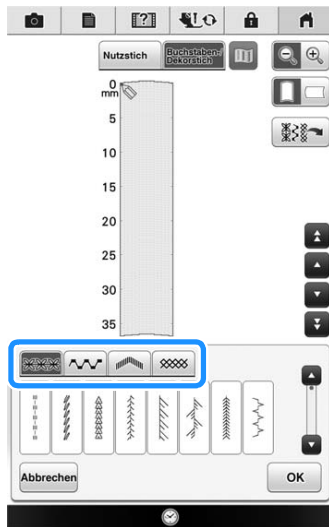 Nutzstich
Buchstaben-/
Dekorstich
0
mm
5
10
15
20
25
30
35
Abbrechen
OK